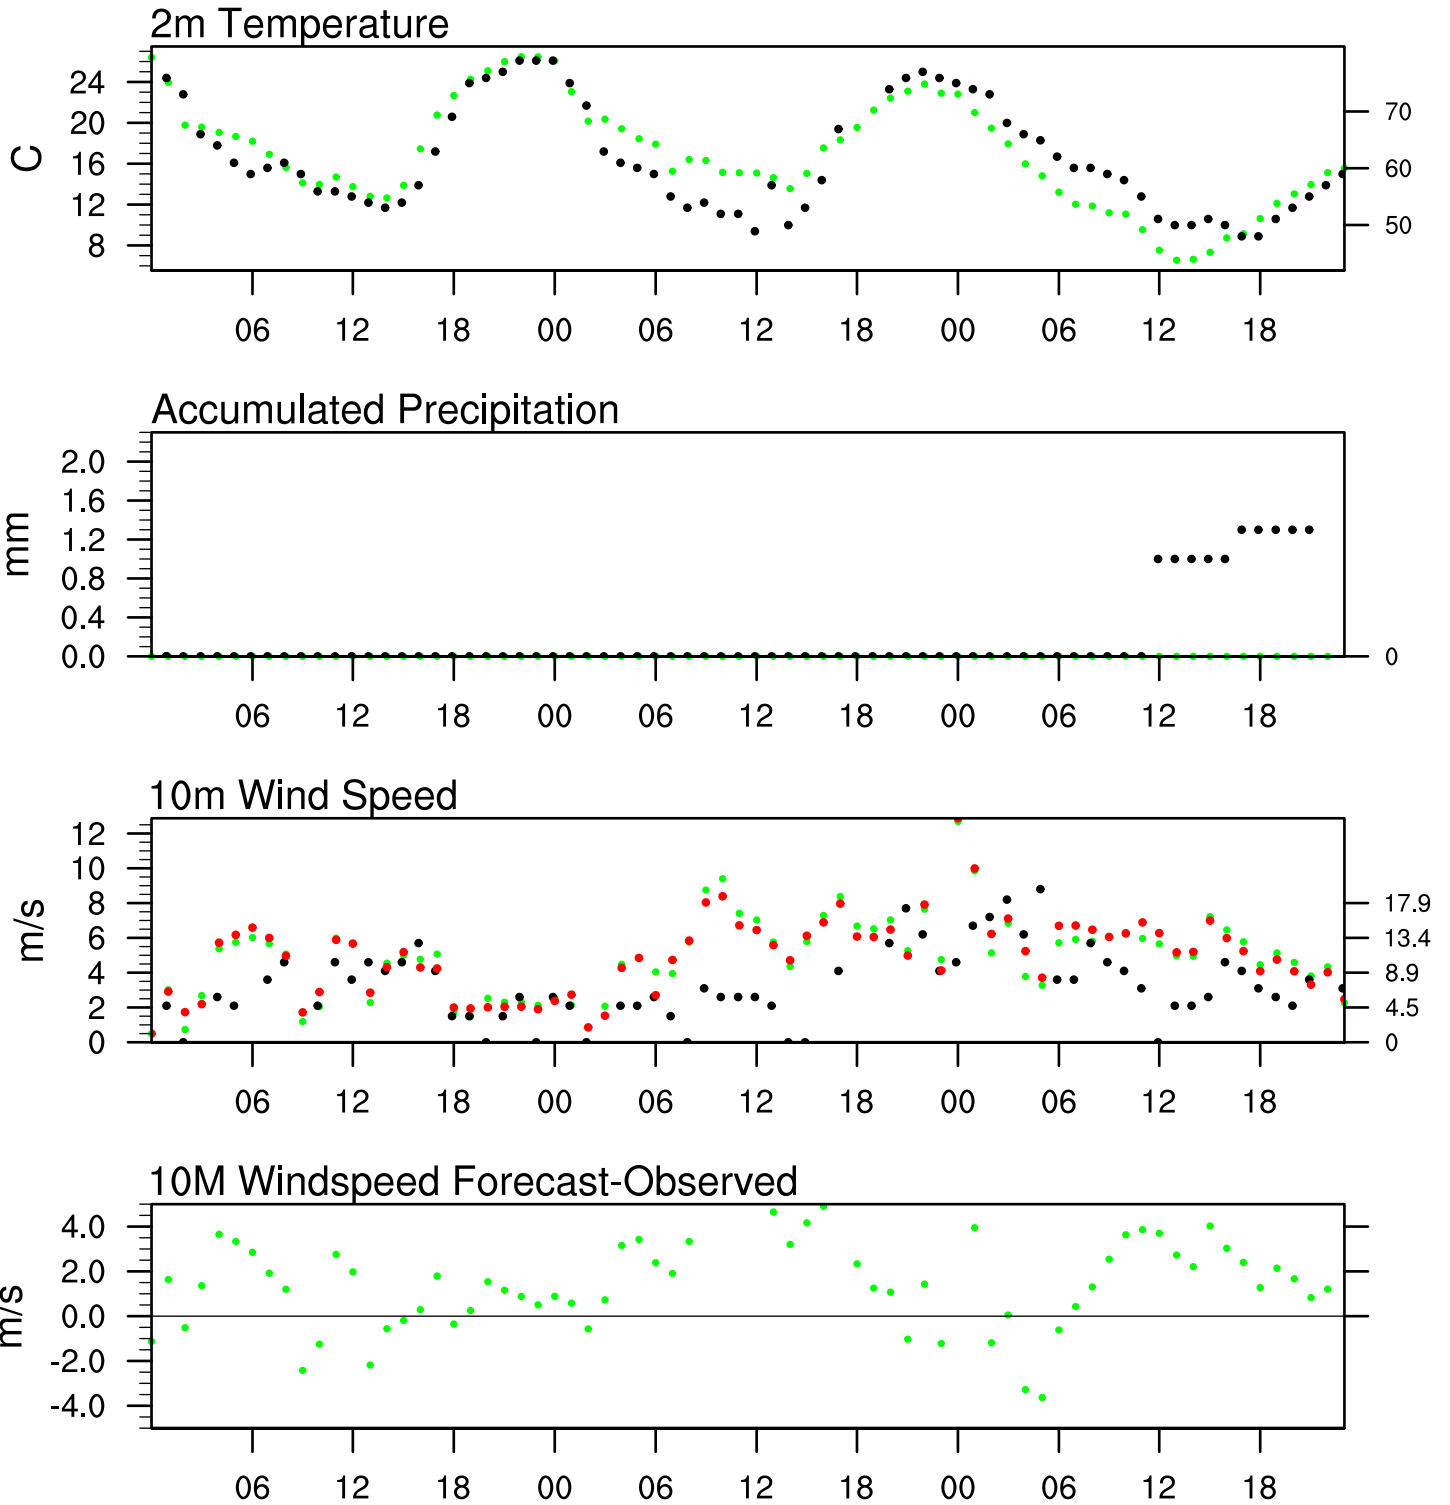 2m Temperature
C
24
20
16
12
8
70
60
50
06 12 18 00 06 12 18 00 06 12 18
Accumulated Precipitation
mm
2.0
1.6
1.2
0.8
0.4
0.0
0
06 12 18 00 06 12 18 00 06 12 18
10m Wind Speed
m/s
12
10
8
6
4
2
0
17.9
13.4
8.9
4.5
0
06 12 18 00 06 12 18 00 06 12 18
10M Windspeed Forecast-Observed
m/s
4.0
2.0
0.0
-2.0
-4.0
06 12 18 00 06 12 18 00 06 12 18